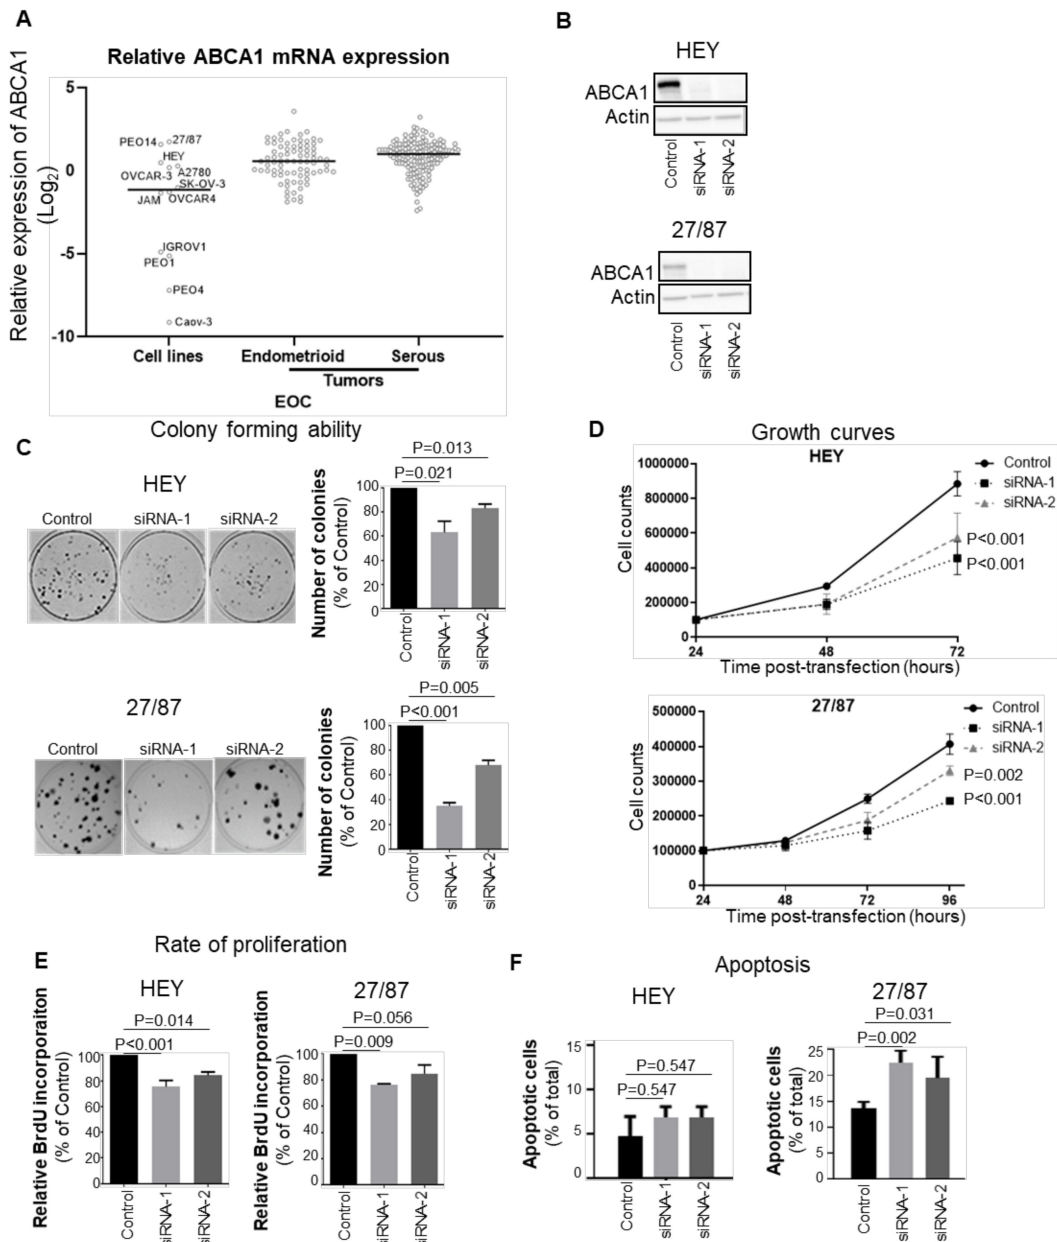 A
Relative ABCA1 mRNA expression
Relative expression of ABCA1
(Log2)
5
0
-5
-10
PEO14
27/87
HEY
OVCAR-3
A2780
SK-OV-3
JAM
OVCAR4
IGROV1
PEO1
PEO4
Caov-3
Cell lines
Endometrioid
Serous
Tumors
EOC
B
HEY
ABCA1
Actin
Control
siRNA-1
siRNA-2
27/87
ABCA1
Actin
Control
siRNA-1
siRNA-2
C
Colony forming ability
HEY
Control
siRNA-1
siRNA-2
Number of colonies
(% of Control)
P=0.013
P=0.021
100
80
60
40
20
0
Control
siRNA-1
siRNA-2
27/87
Control
siRNA-1
siRNA-2
Number of colonies
(% of Control)
P=0.005
P<0.001
100
80
60
40
20
0
Control
siRNA-1
siRNA-2
D
Growth curves
HEY
Cell counts
1000000
800000
600000
400000
200000
0
24
48
72
Time post-transfection (hours)
Control
siRNA-1
siRNA-2
P<0.001
P<0.001
27/87
Cell counts
500000
400000
300000
200000
100000
0
24
48
72
96
Time post-transfection (hours)
Control
siRNA-1
siRNA-2
P=0.002
P<0.001
E
Rate of proliferation
HEY
Relative BrdU incorporaiton
(% of Control)
P=0.014
P<0.001
100
80
60
40
20
0
Control
siRNA-1
siRNA-2
27/87
Relative BrdU incorporation
(% of Control)
P=0.056
P=0.009
100
80
60
40
20
0
Control
siRNA-1
siRNA-2
F
Apoptosis
HEY
Apoptotic cells
(% of total)
15
10
5
0
P=0.547
P=0.547
Control
siRNA-1
siRNA-2
27/87
Apoptotic cells
(% of total)
P=0.031
P=0.002
25
20
15
10
5
0
Control
siRNA-1
siRNA-2